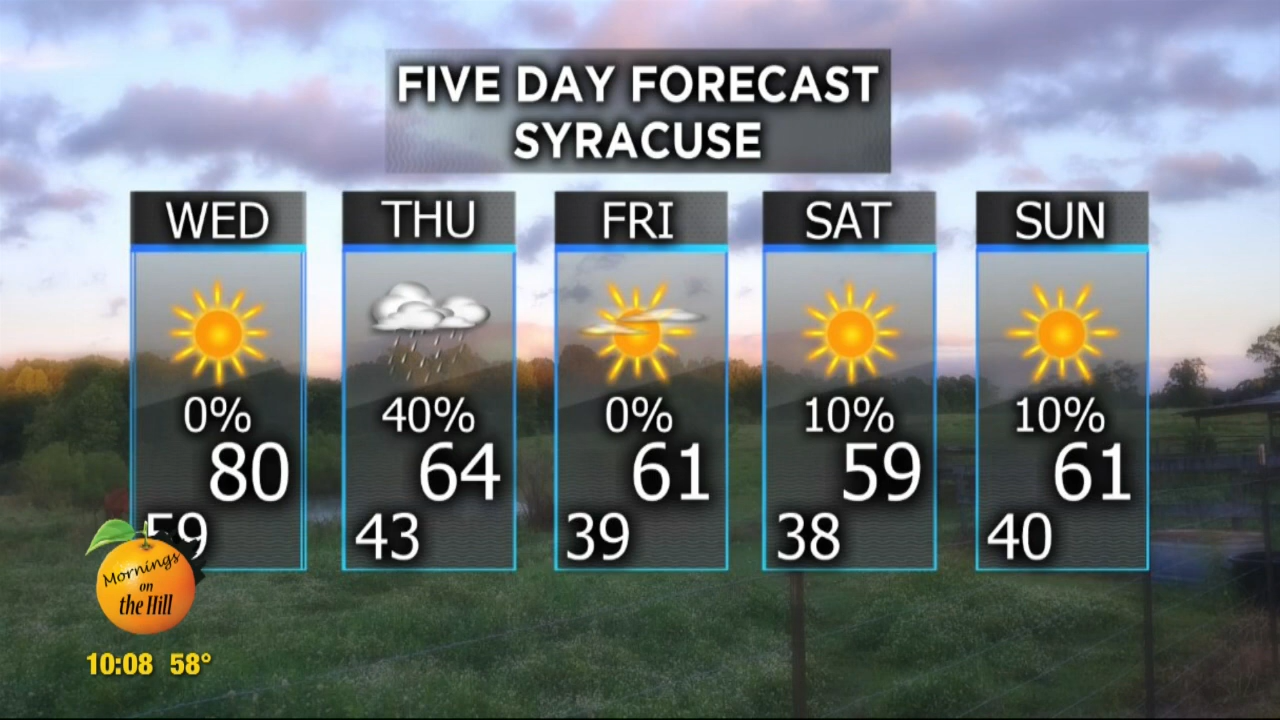 FIVE DAY FORECAST
SYRACUSE
WED THU FRI SAT SUN
0% 40% 0% 10% 10%
80 64 61 59 61
59 43 39 38 40
Mornings
on
the Hill
10:08 58°